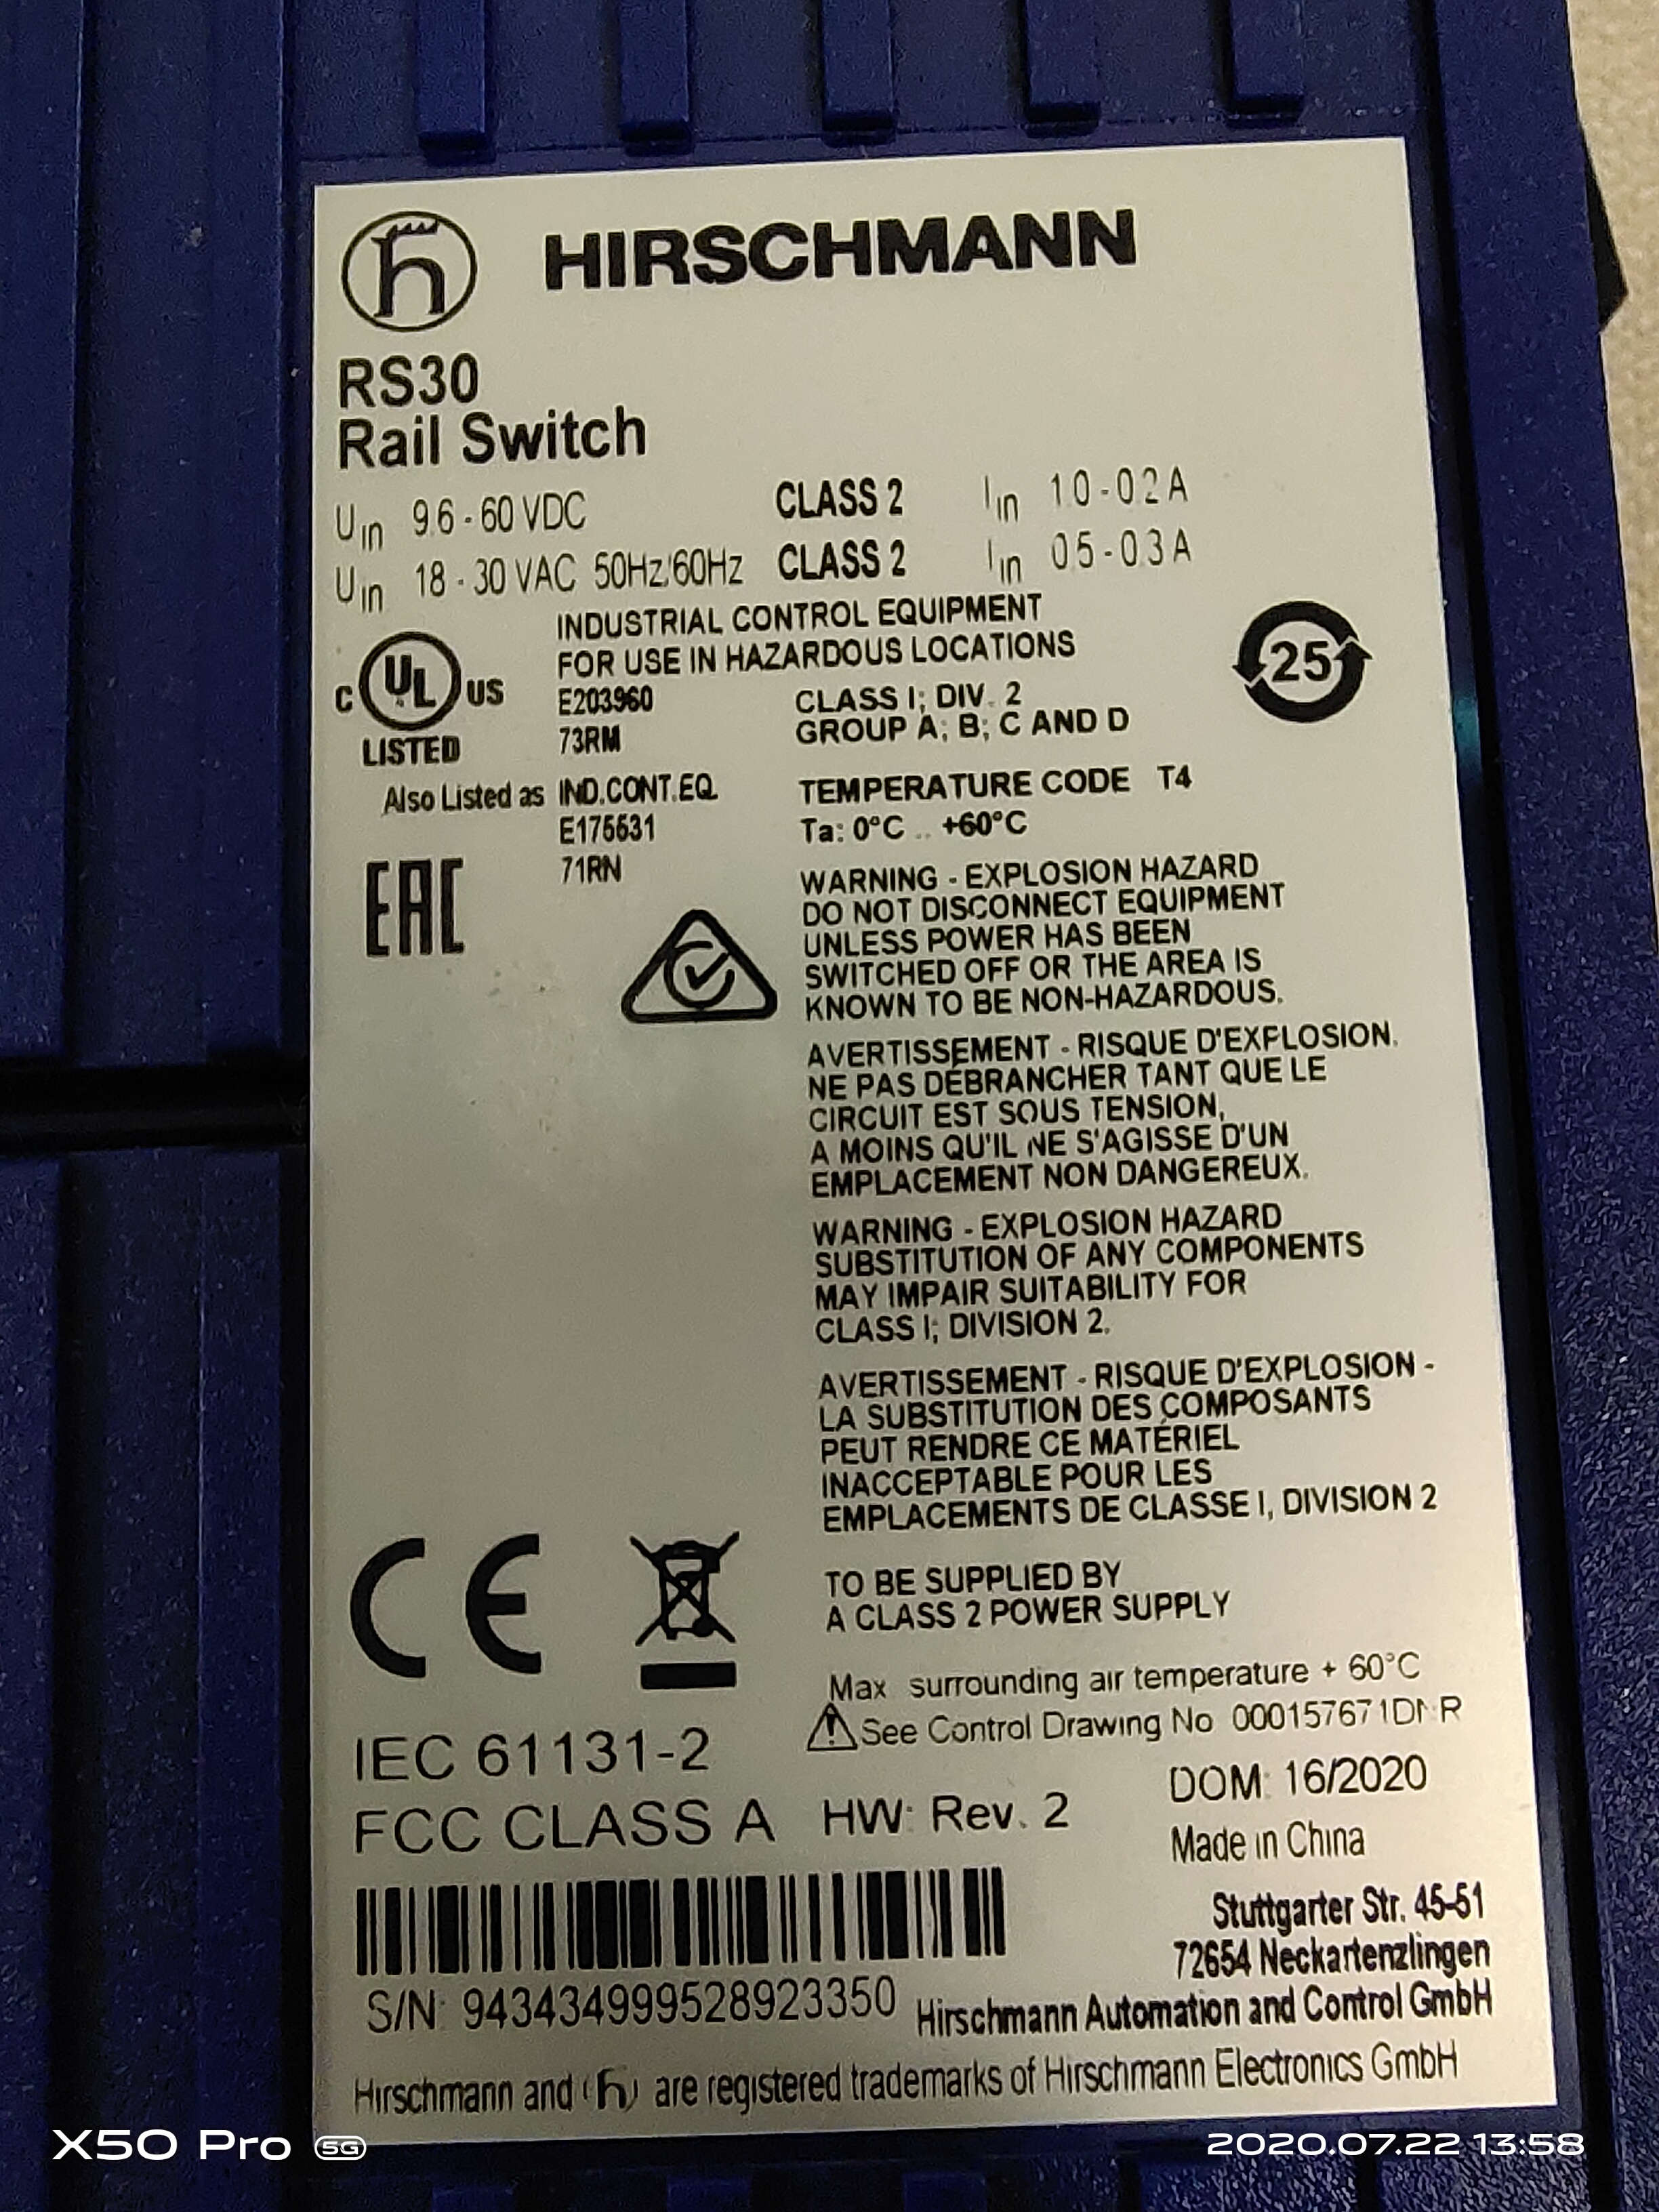 HIRSCHMANN
RS30
Rail Switch
Uin 9.6 - 60 VDC CLASS 2 Iin 1.0 - 0.2 A
Uin 18 - 30 VAC 50Hz/60Hz CLASS 2 Iin 0.5 - 0.3 A
INDUSTRIAL CONTROL EQUIPMENT
FOR USE IN HAZARDOUS LOCATIONS
C UL US
LISTED
E203960
73RM
Also Listed as IND.CONT.EQ.
E175531
71RN
CLASS I; DIV. 2
GROUP A; B; C AND D
25
TEMPERATURE CODE T4
Ta: 0°C .. +60°C
EAC
WARNING - EXPLOSION HAZARD
DO NOT DISCONNECT EQUIPMENT
UNLESS POWER HAS BEEN
SWITCHED OFF OR THE AREA IS
KNOWN TO BE NON-HAZARDOUS.
AVERTISSEMENT - RISQUE D'EXPLOSION.
NE PAS DÉBRANCHER TANT QUE LE
CIRCUIT EST SOUS TENSION,
A MOINS QU'IL NE S'AGISSE D'UN
EMPLACEMENT NON DANGEREUX.
WARNING - EXPLOSION HAZARD
SUBSTITUTION OF ANY COMPONENTS
MAY IMPAIR SUITABILITY FOR
CLASS I; DIVISION 2.
AVERTISSEMENT - RISQUE D'EXPLOSION -
LA SUBSTITUTION DES COMPOSANTS
PEUT RENDRE CE MATÉRIEL
INACCEPTABLE POUR LES
EMPLACEMENTS DE CLASSE I, DIVISION 2
TO BE SUPPLIED BY
A CLASS 2 POWER SUPPLY
CE
Max surrounding air temperature + 60°C
See Control Drawing No
IEC 61131-2
FCC CLASS A
HW: Rev. 2
DOM: 16/2020
Made in China
S/N: 943434999528923350
Stuttgarter Str. 45-51
72654 Neckartenzlingen
Hirschmann Automation and Control GmbH
Hirschmann and (h) are registered trademarks of Hirschmann Electronics GmbH
X50 Pro 5G
2020.07.22 13:58